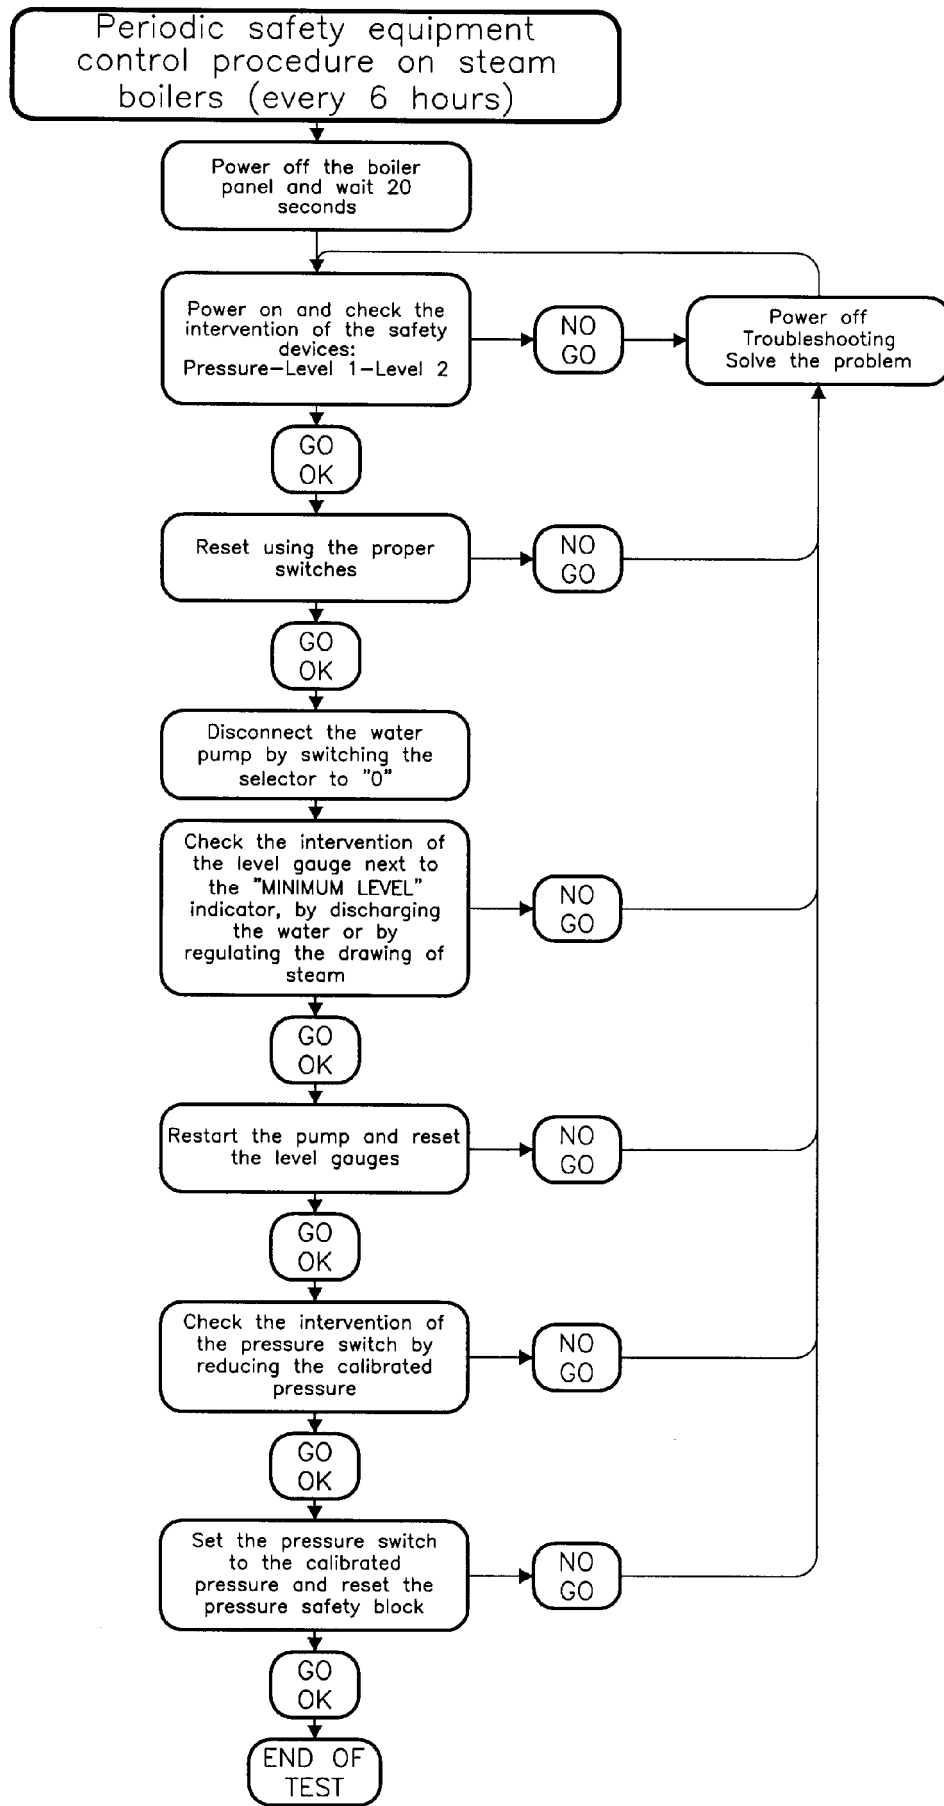 Periodic safety equipment
control procedure on steam
boilers (every 6 hours)
Power off the boiler
panel and wait 20
seconds
Power on and check the
intervention of the safety
devices:
Pressure-Level 1-Level 2
NO
GO
Power off
Troubleshooting
Solve the problem
GO
OK
Reset using the proper
switches
NO
GO
GO
OK
Disconnect the water
pump by switching the
selector to "0"
Check the intervention of
the level gauge next to
the "MINIMUM LEVEL"
indicator, by discharging
the water or by
regulating the drawing of
steam
NO
GO
GO
OK
Restart the pump and reset
the level gauges
NO
GO
GO
OK
Check the intervention of
the pressure switch by
reducing the calibrated
pressure
NO
GO
GO
OK
Set the pressure switch
to the calibrated
pressure and reset the
pressure safety block
NO
GO
GO
OK
END OF
TEST